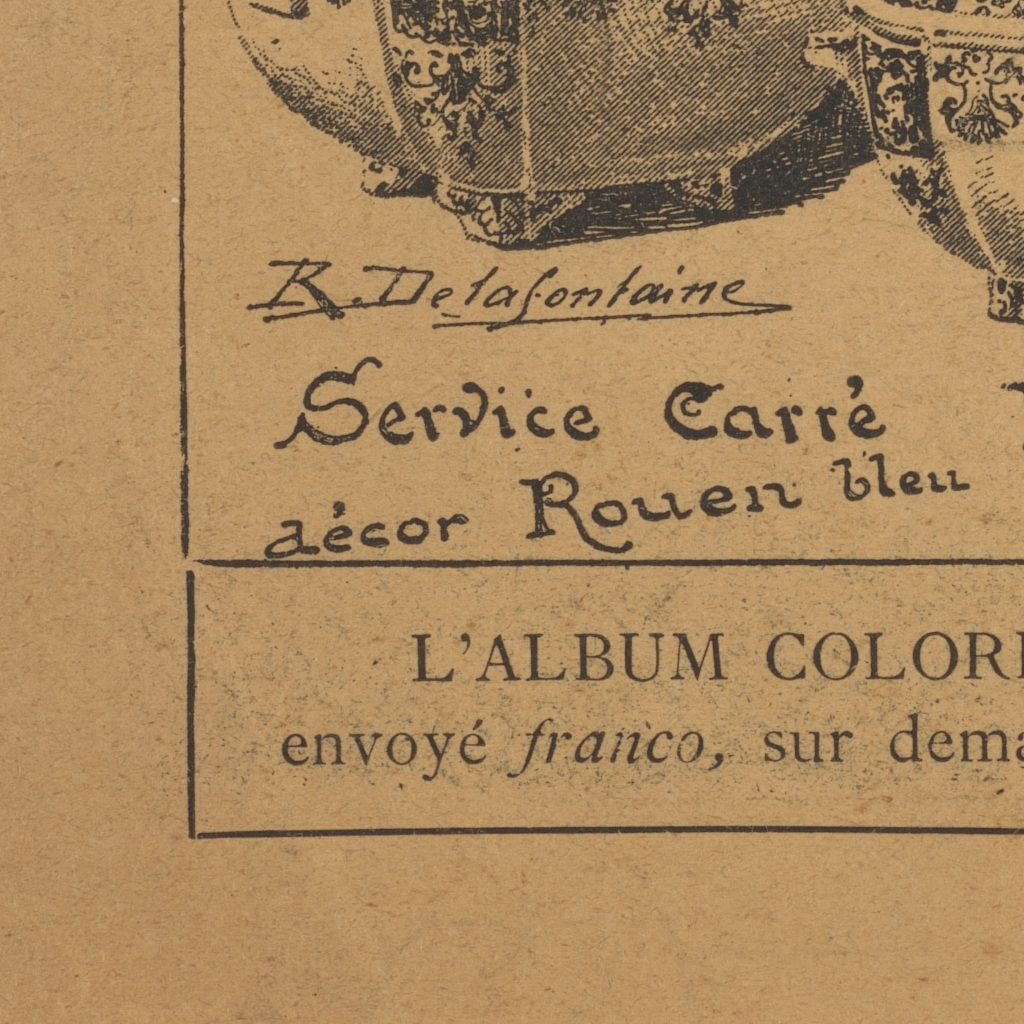 R. Delafontaine
Service Carré
décor Rouen bleu
L'ALBUM COLOR
envoyé franco, sur dema